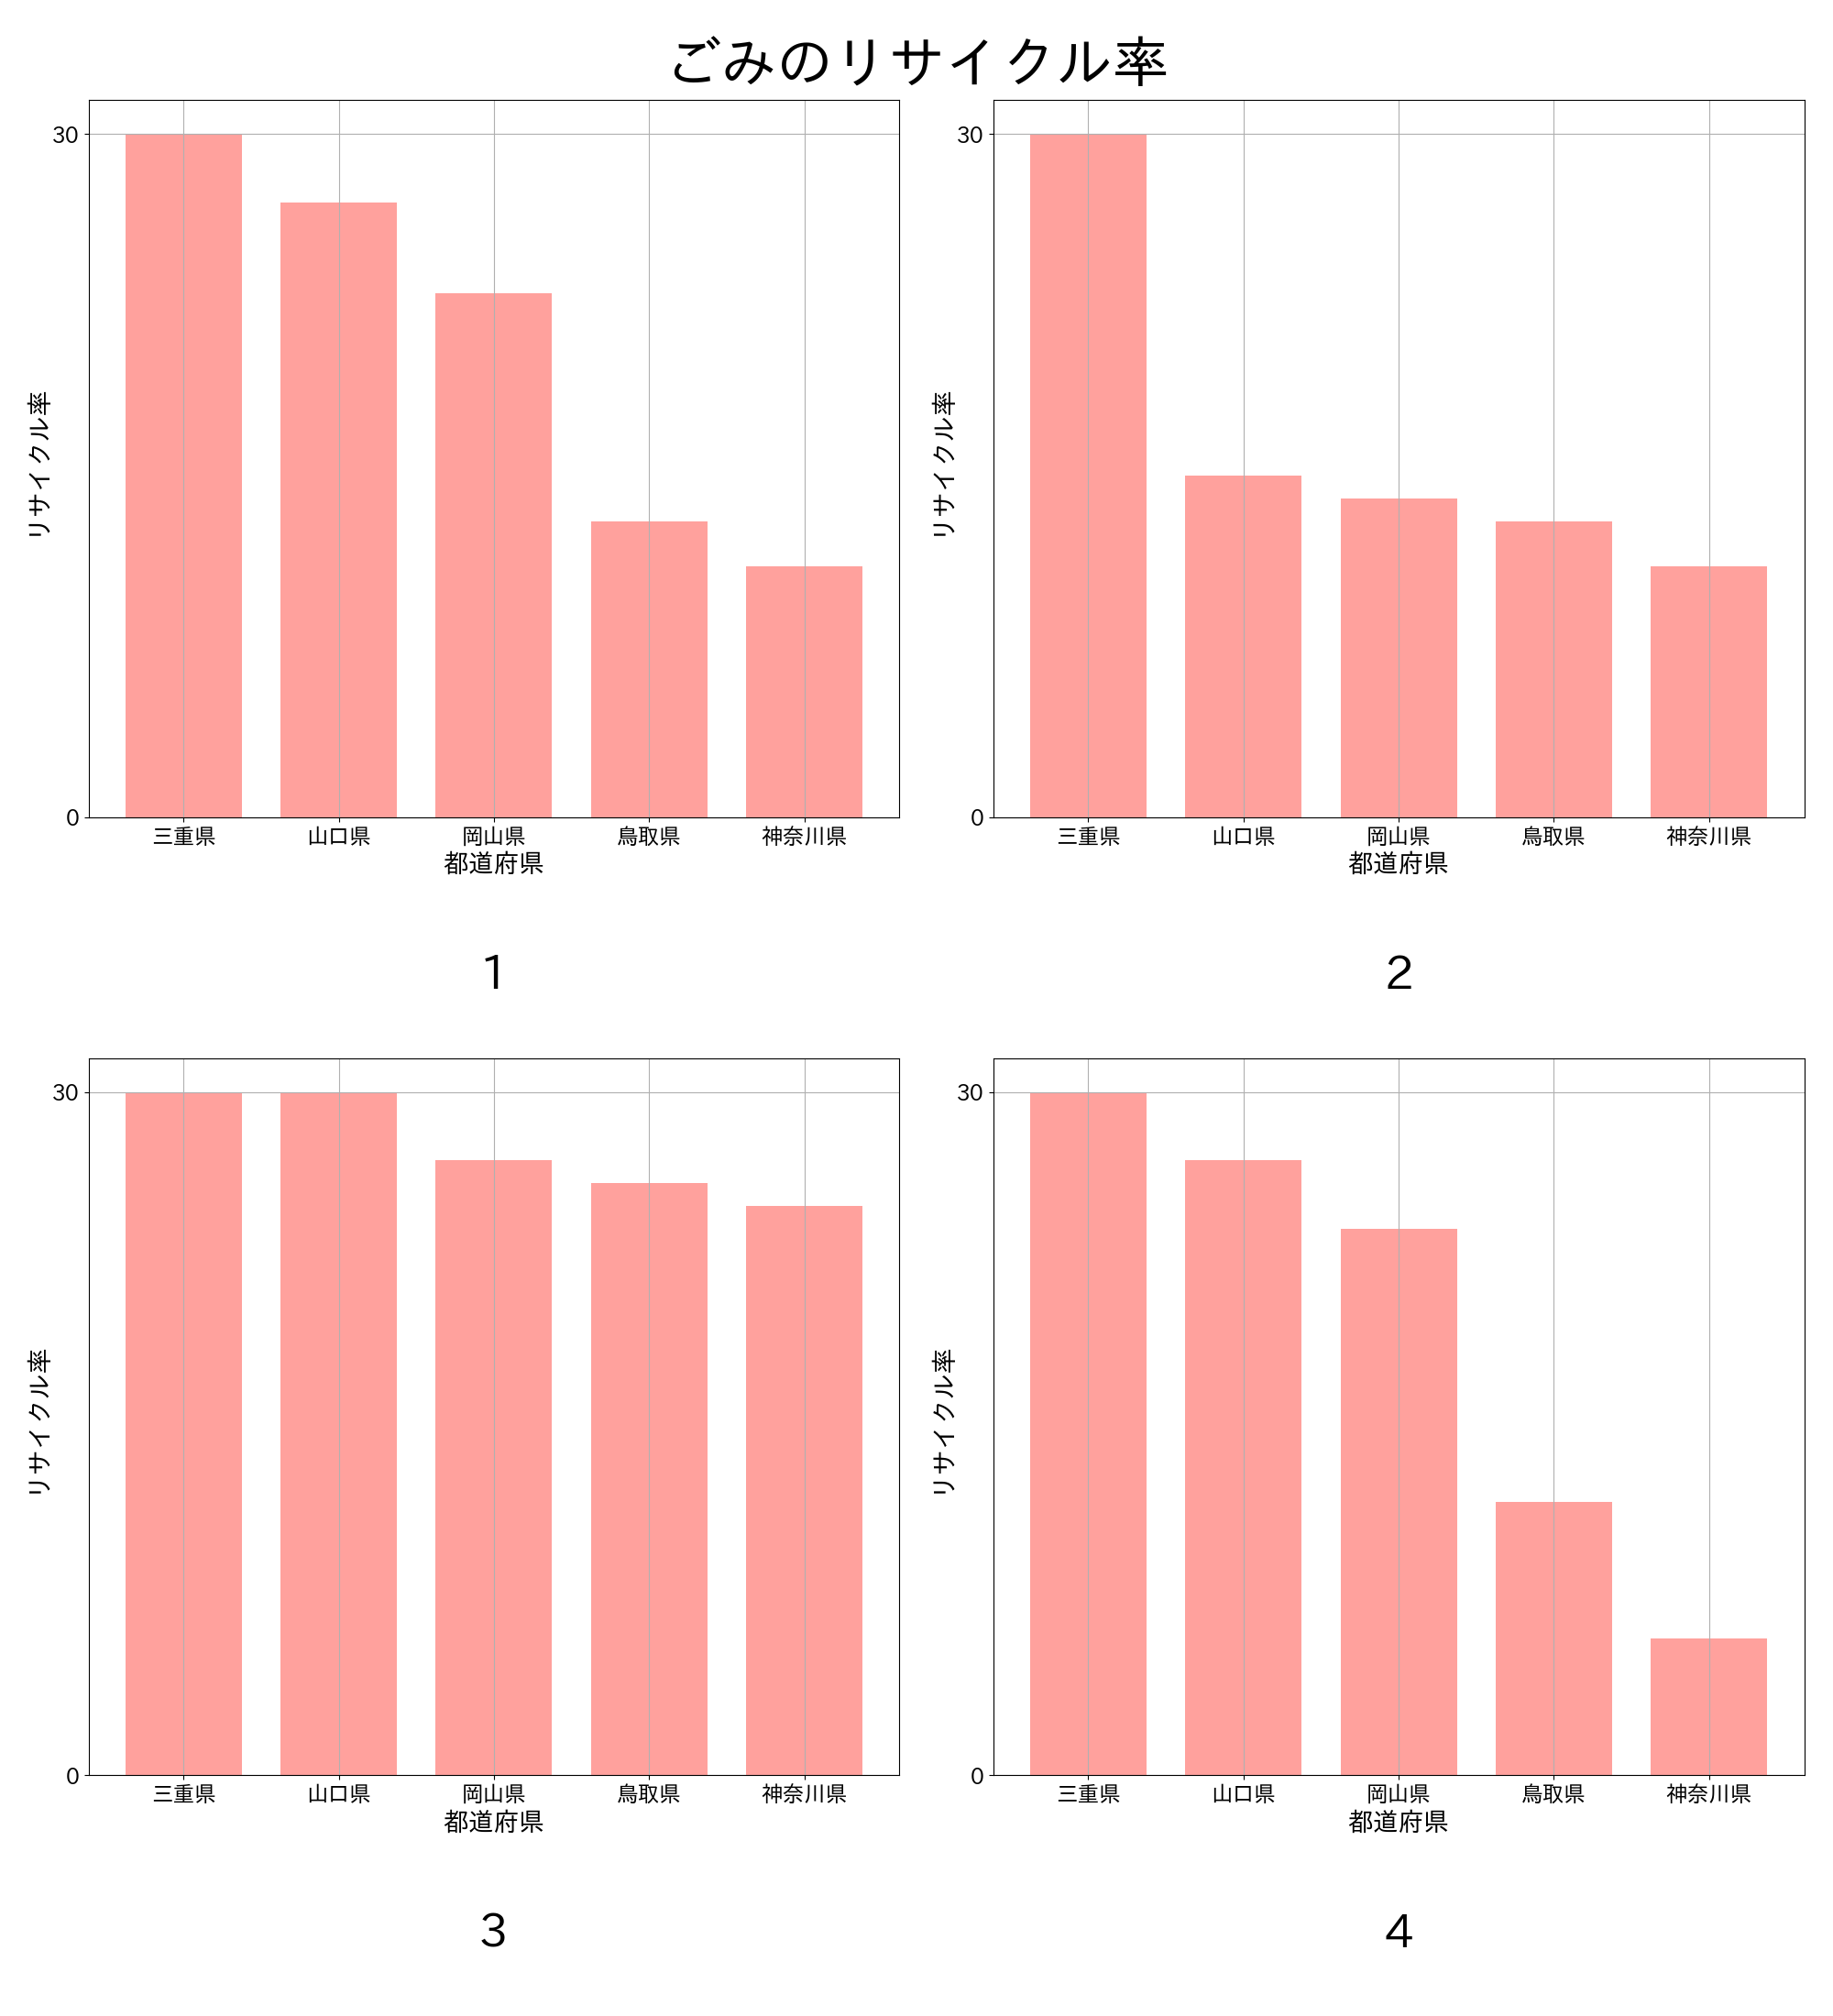 ごみのリサイクル率
30
0
リサイクル率
三重県 山口県 岡山県 鳥取県 神奈川県
都道府県
1
30
0
リサイクル率
三重県 山口県 岡山県 鳥取県 神奈川県
都道府県
2
30
0
リサイクル率
三重県 山口県 岡山県 鳥取県 神奈川県
都道府県
3
30
0
リサイクル率
三重県 山口県 岡山県 鳥取県 神奈川県
都道府県
4